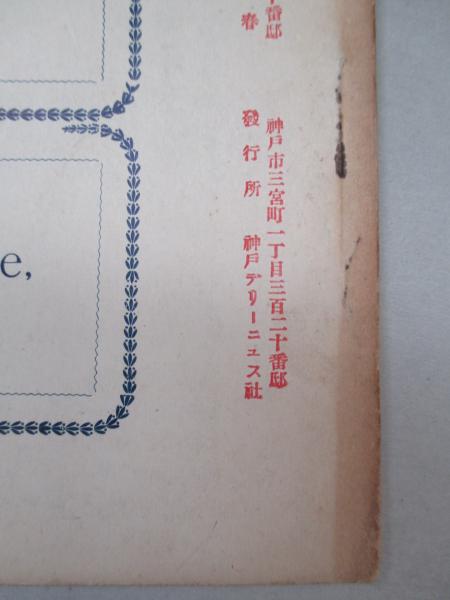 十番邸
春
神戸市三宮町一丁目三百二十番邸
發行所 神戸デリーニュス社
e,